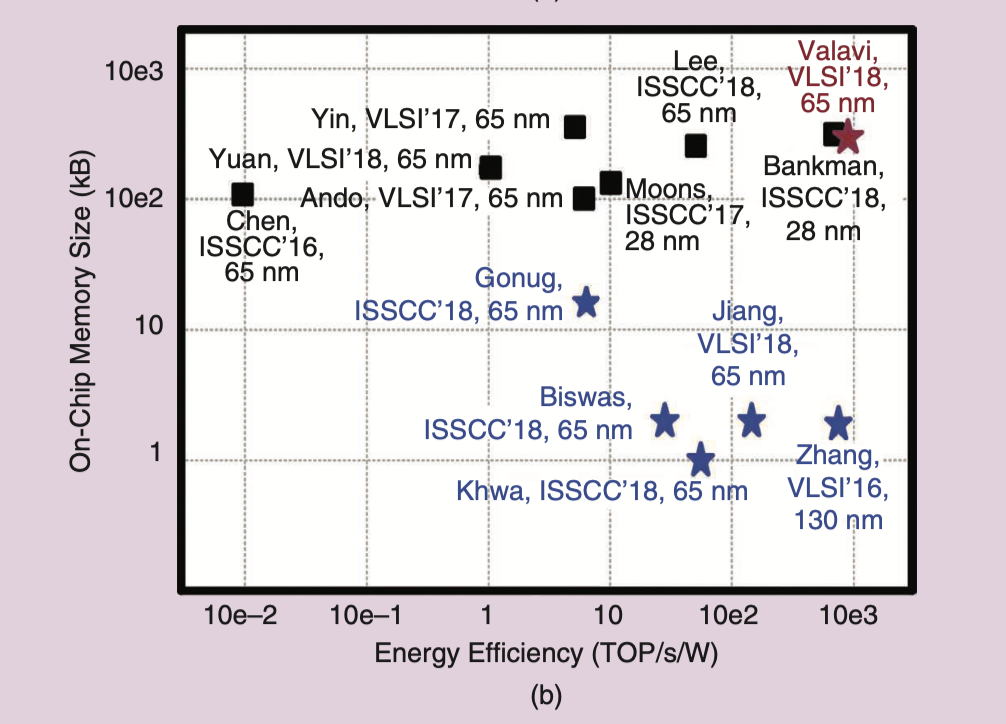 10e3
10e2
10
1
On-Chip Memory Size (kB)
Valavi,
VLSI'18,
65 nm
Lee,
ISSCC'18,
65 nm
Yin, VLSI'17, 65 nm
Yuan, VLSI'18, 65 nm
Ando, VLSI'17, 65 nm
Chen,
ISSCC'16,
65 nm
Moons,
ISSCC'17,
28 nm
Bankman,
ISSCC'18,
28 nm
Gonug,
ISSCC'18, 65 nm
Jiang,
VLSI'18,
65 nm
Biswas,
ISSCC'18, 65 nm
Khwa, ISSCC'18, 65 nm
Zhang,
VLSI'16,
130 nm
10e–2 10e–1 1 10 10e2 10e3
Energy Efficiency (TOP/s/W)
(b)